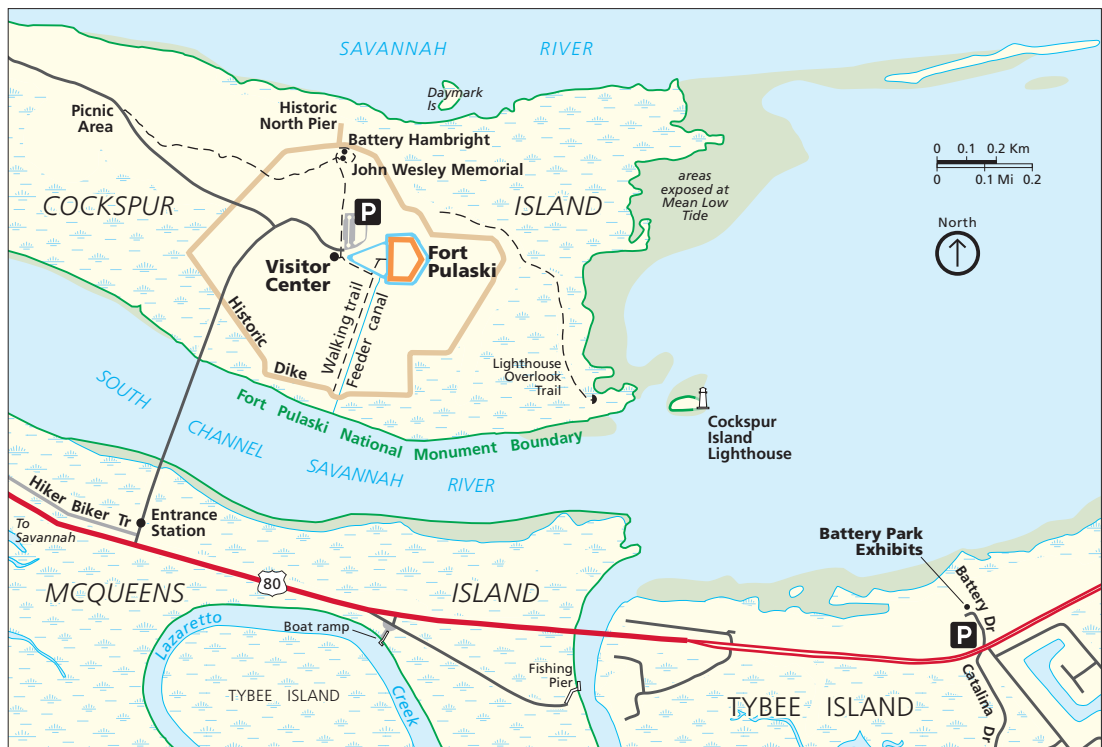 SAVANNAH RIVER
Daymark
Is
Picnic
Area
Historic
North Pier
Battery Hambright
John Wesley Memorial
0 0.1 0.2 Km
0 0.1 Mi 0.2
areas
exposed at
Mean Low
Tide
COCKSPUR ISLAND
P
North
Visitor
Center
Fort
Pulaski
Walking trail
Feeder canal
Historic Dike
Lighthouse
Overlook
Trail
Fort Pulaski National Monument Boundary
SOUTH CHANNEL SAVANNAH RIVER
Cockspur
Island
Lighthouse
Hiker Biker Tr
Entrance
Station
To
Savannah
Battery Park
Exhibits
80
MCQUEENS ISLAND
Battery Dr
Lazaretto Creek
Boat ramp
P
Fishing
Pier
TYBEE ISLAND
TYBEE ISLAND
Catalina Dr